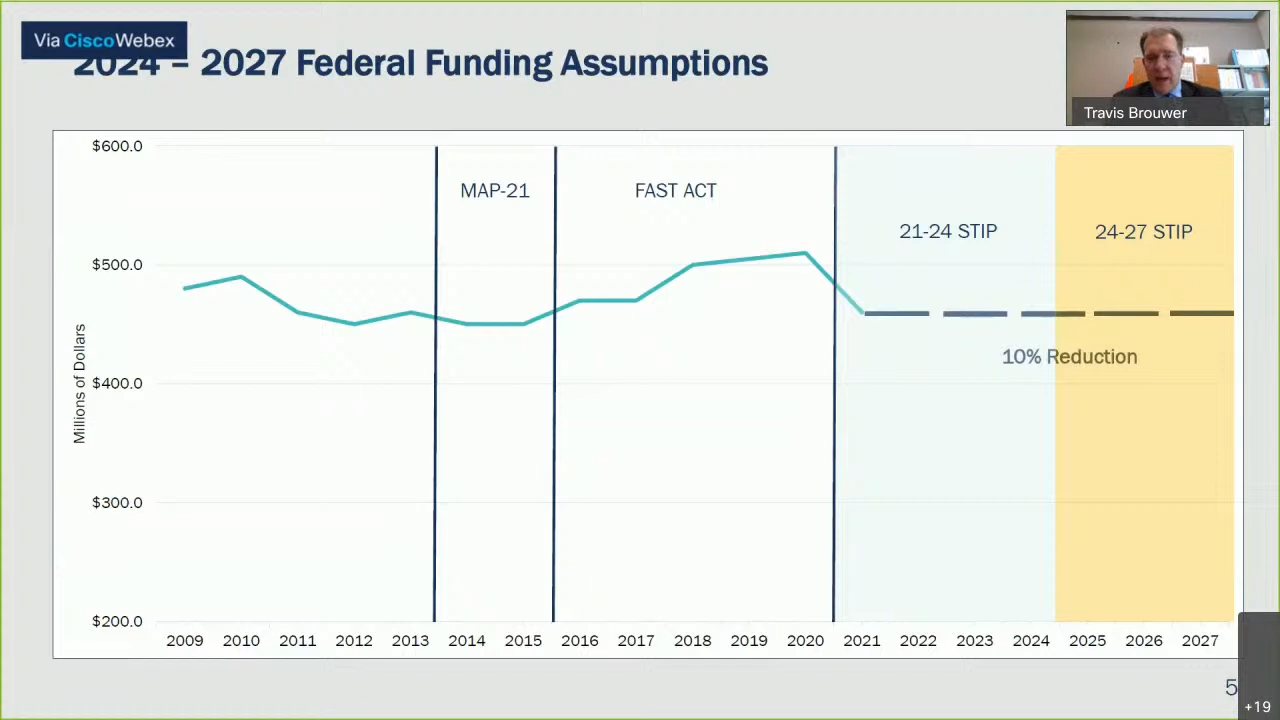 Via Cisco Webex
2024 – 2027 Federal Funding Assumptions
Travis Brouwer
$600.0
MAP-21
FAST ACT
21-24 STIP
24-27 STIP
$500.0
10% Reduction
Millions of Dollars
$400.0
$300.0
$200.0
2009 2010 2011 2012 2013 2014 2015 2016 2017 2018 2019 2020 2021 2022 2023 2024 2025 2026 2027
5
+19